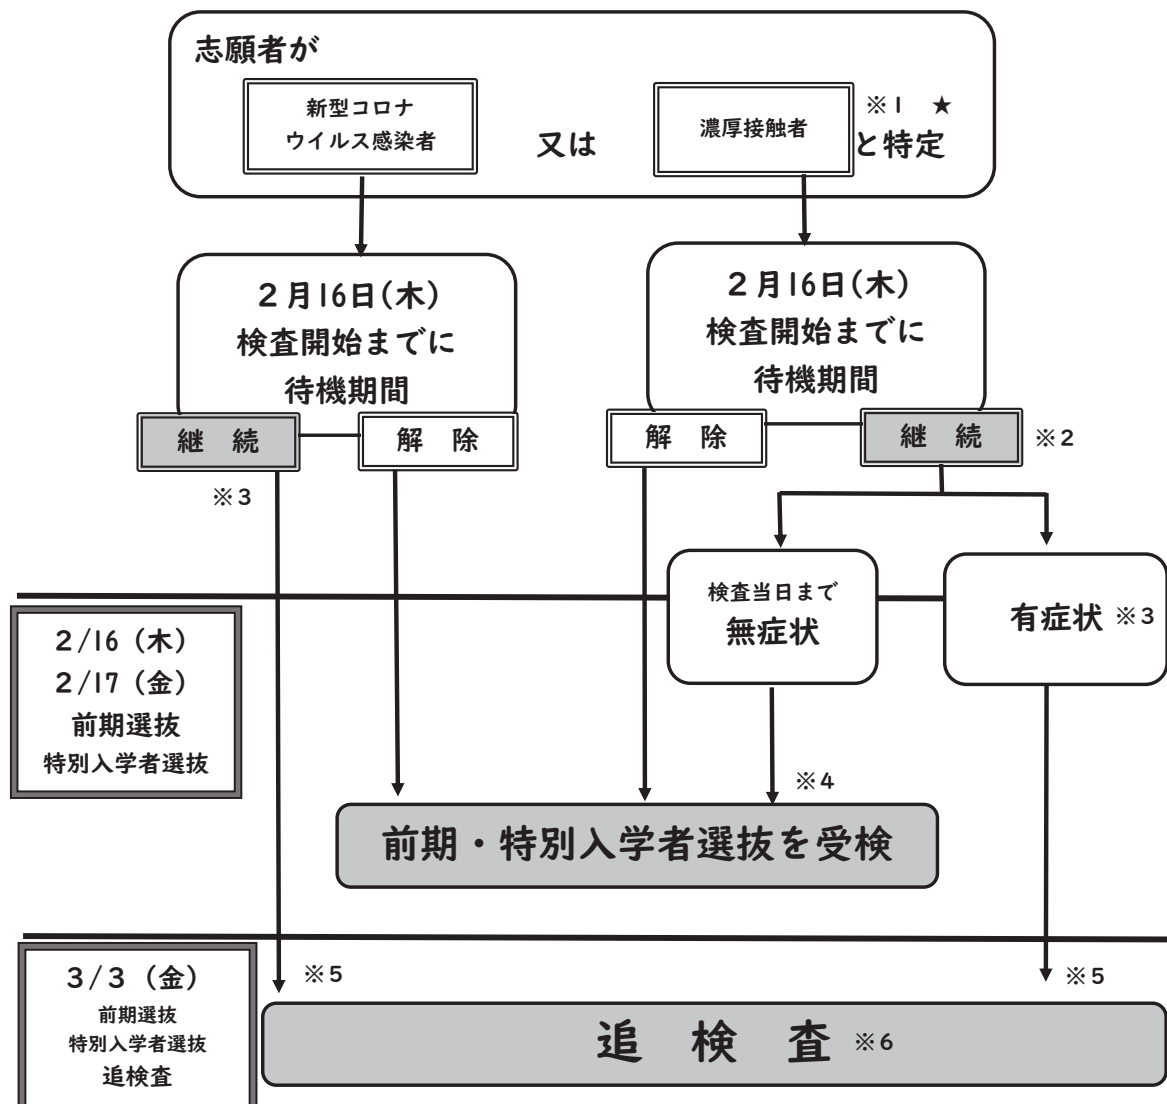 志願者が
新型コロナ
ウイルス感染者
又は
濃厚接触者
※1 ★
と特定
2月16日(木)
検査開始までに
待機期間
2月16日(木)
検査開始までに
待機期間
継 続
解 除
解 除
継 続
※2
※3
検査当日まで
無症状
有症状 ※3
2/16 (木)
2/17 (金)
前期選抜
特別入学者選抜
※4
前期・特別入学者選抜を受検
3/3 (金)
前期選抜
特別入学者選抜
追検査
※5
※5
追 検 査 ※6